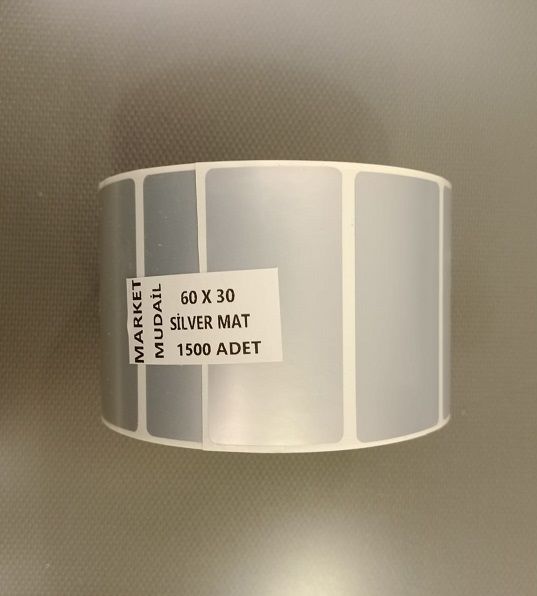 MARKET
MUDAİL
60 X 30
SİLVER MAT
1500 ADET